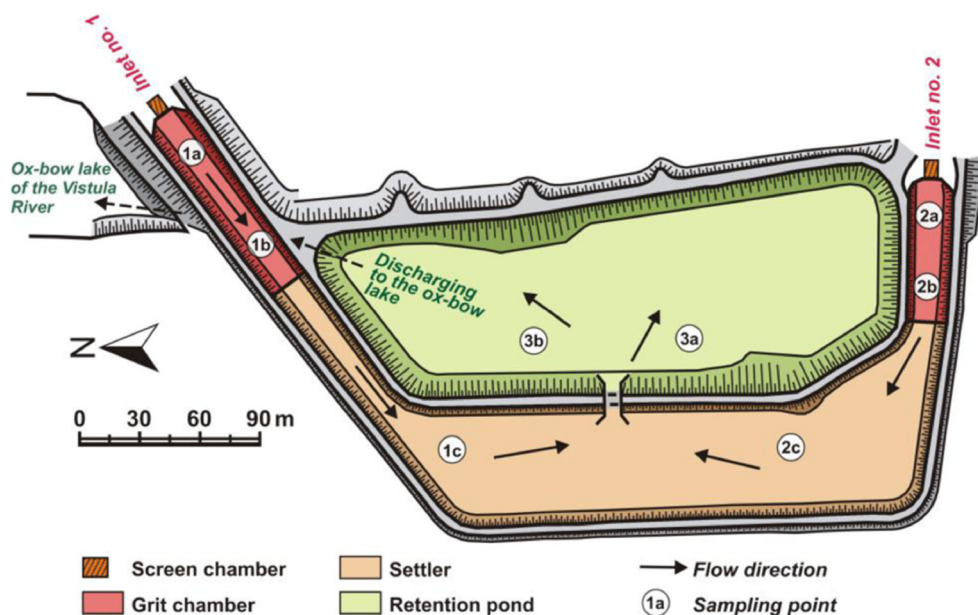 Inlet no. 1
Inlet no. 2
1a
2a
Ox-bow lake
of the Vistula
River
1b
Discharging
to the ox-bow
lake
2b
3b
3a
N
0 30 60 90 m
1c
2c
Screen chamber
Settler
Flow direction
Grit chamber
Retention pond
1a
Sampling point